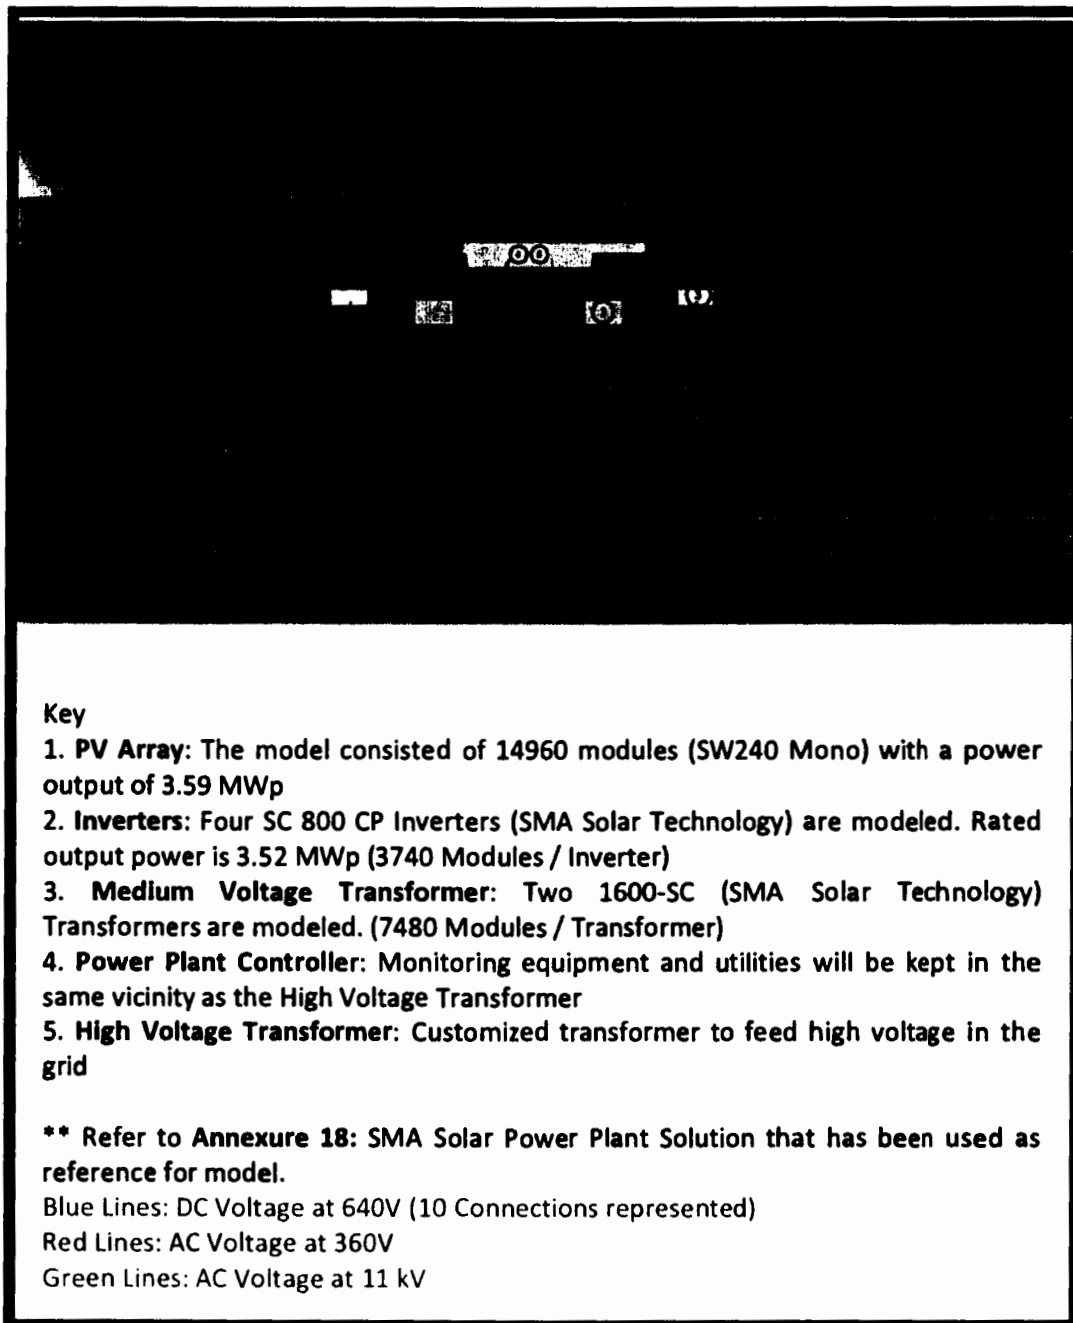 Key
1. PV Array: The model consisted of 14960 modules (SW240 Mono) with a power
output of 3.59 MWp
2. Inverters: Four SC 800 CP Inverters (SMA Solar Technology) are modeled. Rated
output power is 3.52 MWp (3740 Modules / Inverter)
3. Medium Voltage Transformer: Two 1600-SC (SMA Solar Technology)
Transformers are modeled. (7480 Modules / Transformer)
4. Power Plant Controller: Monitoring equipment and utilities will be kept in the
same vicinity as the High Voltage Transformer
5. High Voltage Transformer: Customized transformer to feed high voltage in the
grid
** Refer to Annexure 18: SMA Solar Power Plant Solution that has been used as
reference for model.
Blue Lines: DC Voltage at 640V (10 Connections represented)
Red Lines: AC Voltage at 360V
Green Lines: AC Voltage at 11 kV